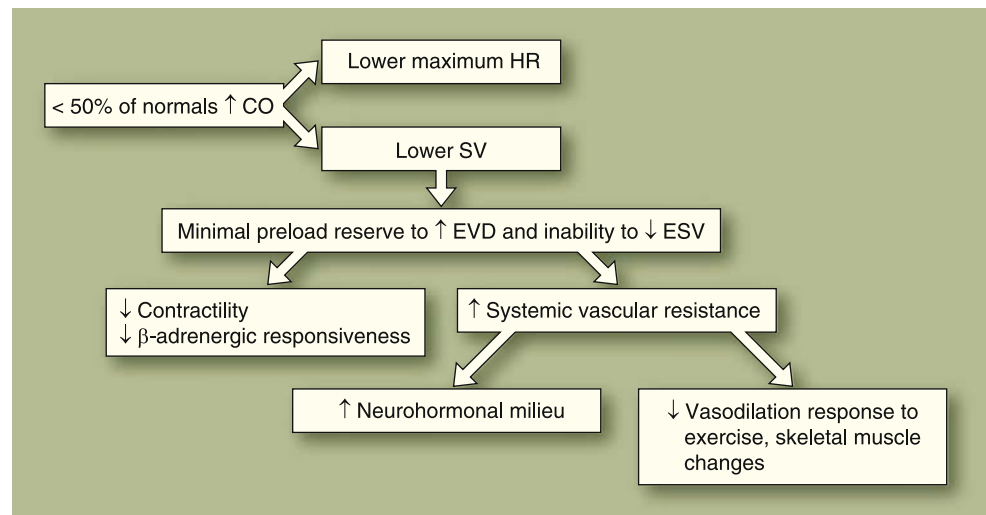 Lower maximum HR
< 50% of normals ↑ CO
Lower SV
Minimal preload reserve to ↑ EVD and inability to ↓ ESV
↓ Contractility
↓ β-adrenergic responsiveness
↑ Systemic vascular resistance
↑ Neurohormonal milieu
↓ Vasodilation response to
exercise, skeletal muscle
changes